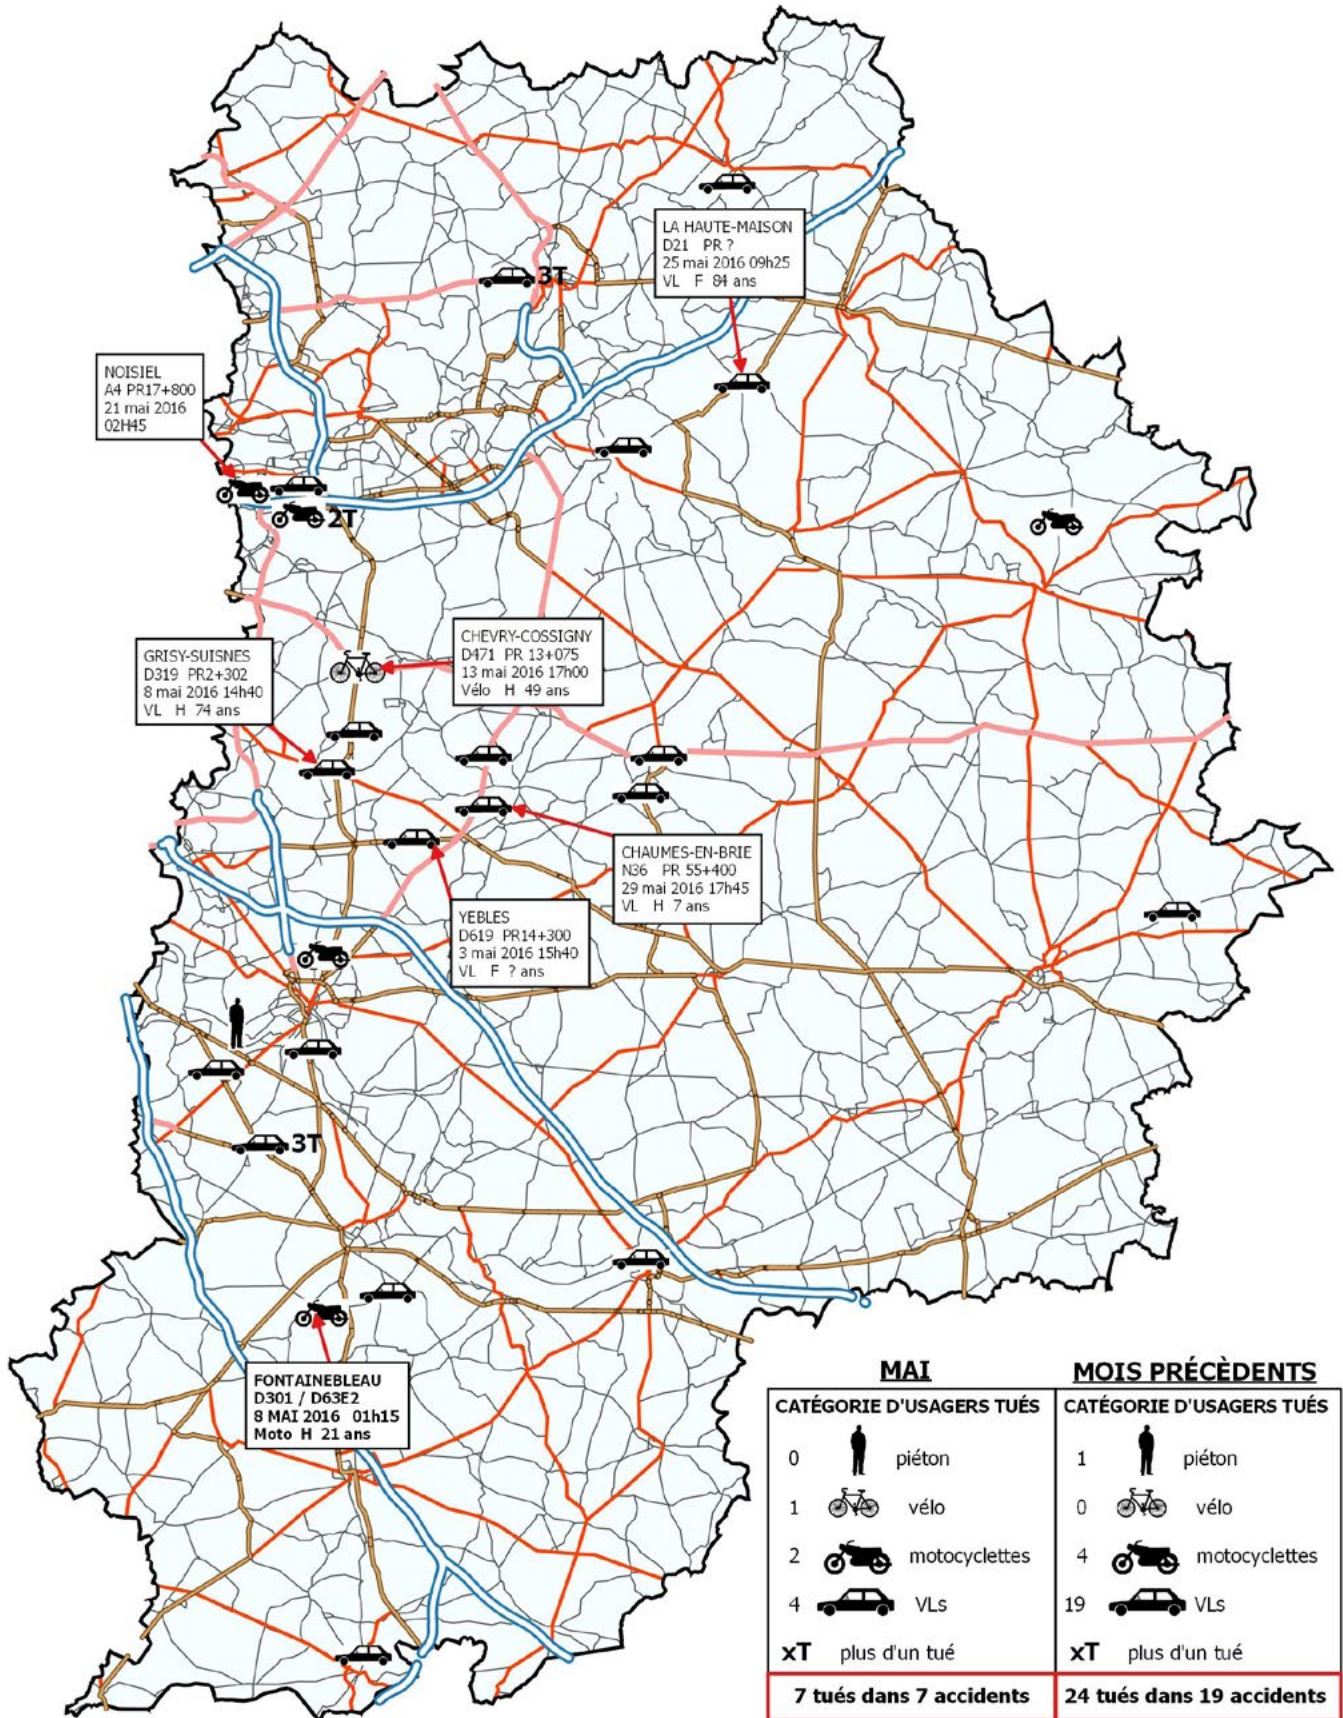 LA HAUTE-MAISON
D21 PR ?
25 mai 2016 09h25
VL F 84 ans
3T
NOISIEL
A4 PR17+800
21 mai 2016
02H45
2T
CHEVRY-COSSIGNY
D471 PR 13+075
13 mai 2016 17h00
Vélo H 49 ans
GRISY-SUISNES
D319 PR2+302
8 mai 2016 14h40
VL H 74 ans
CHAUMES-EN-BRIE
N36 PR 55+400
29 mai 2016 17h45
VL H 7 ans
YEBLES
D619 PR14+300
3 mai 2016 15h40
VL F ? ans
3T
FONTAINEBLEAU
D301 / D63E2
8 MAI 2016 01h15
Moto H 21 ans
MAI
CATÉGORIE D'USAGERS TUÉS
0 piéton
1 vélo
2 motocyclettes
4 VLs
xT plus d'un tué
7 tués dans 7 accidents
MOIS PRÉCÈDENTS
CATÉGORIE D'USAGERS TUÉS
1 piéton
0 vélo
4 motocyclettes
19 VLs
xT plus d'un tué
24 tués dans 19 accidents